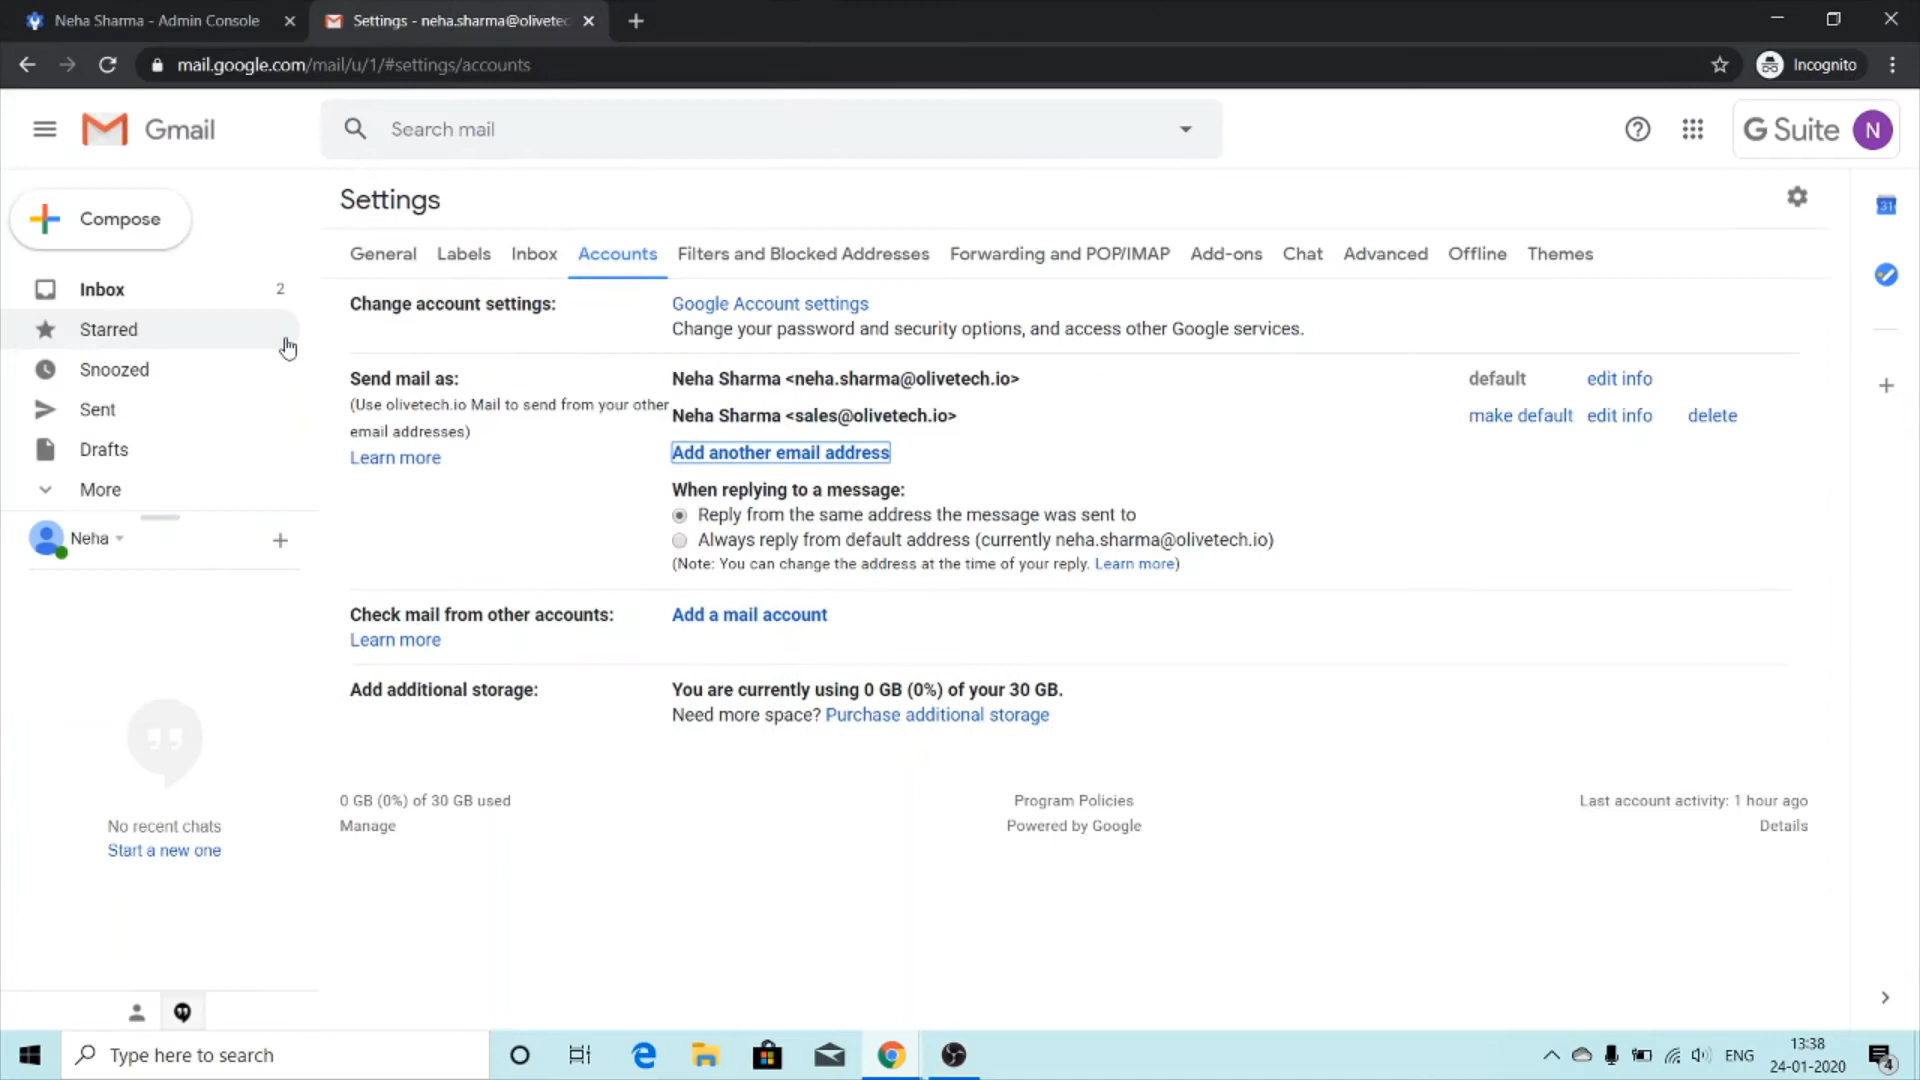 Neha Sharma - Admin Console
Settings - neha.sharma@olivetec
mail.google.com/mail/u/1/#settings/accounts
Incognito
Gmail
Search mail
G Suite
N
Compose
Settings
31
General Labels Inbox Accounts Filters and Blocked Addresses Forwarding and POP/IMAP Add-ons Chat Advanced Offline Themes
Inbox 2
Starred
Snoozed
Sent
Drafts
More
Neha
No recent chats
Start a new one
Change account settings:
Google Account settings
Change your password and security options, and access other Google services.
Send mail as:
(Use olivetech.io Mail to send from your other
email addresses)
Learn more
Neha Sharma <neha.sharma@olivetech.io> default edit info
Neha Sharma <sales@olivetech.io> make default edit info delete
Add another email address
When replying to a message:
Reply from the same address the message was sent to
Always reply from default address (currently neha.sharma@olivetech.io)
(Note: You can change the address at the time of your reply. Learn more)
Check mail from other accounts:
Learn more
Add a mail account
Add additional storage:
You are currently using 0 GB (0%) of your 30 GB.
Need more space? Purchase additional storage
0 GB (0%) of 30 GB used
Manage
Program Policies
Powered by Google
Last account activity: 1 hour ago
Details
Type here to search
ENG
13:38
24-01-2020
4